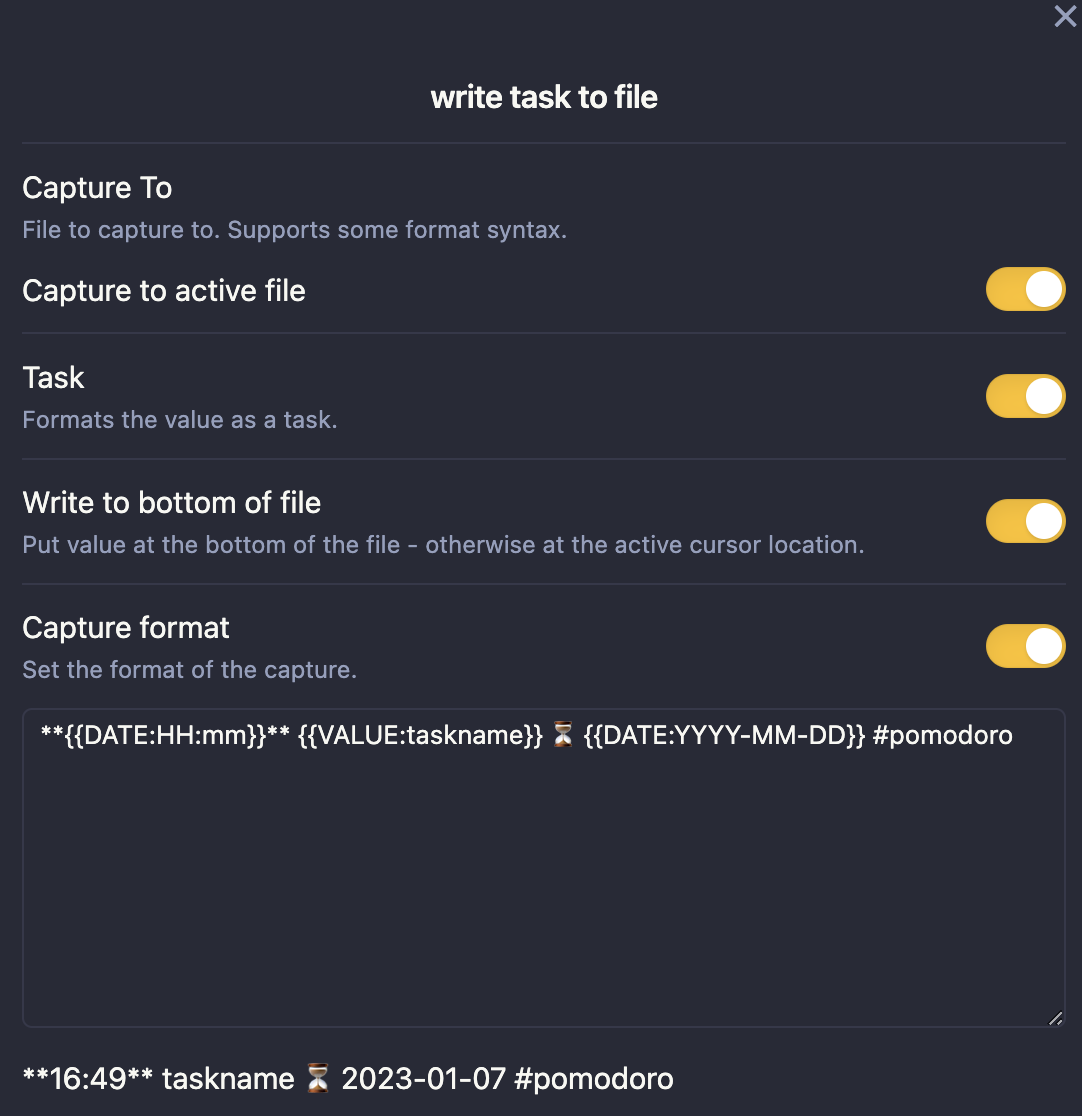 write task to file
Capture To
File to capture to. Supports some format syntax.
Capture to active file
Task
Formats the value as a task.
Write to bottom of file
Put value at the bottom of the file - otherwise at the active cursor location.
Capture format
Set the format of the capture.
**{{DATE:HH:mm}}** {{VALUE:taskname}} ⏳ {{DATE:YYYY-MM-DD}} #pomodoro
**16:49** taskname ⏳ 2023-01-07 #pomodoro